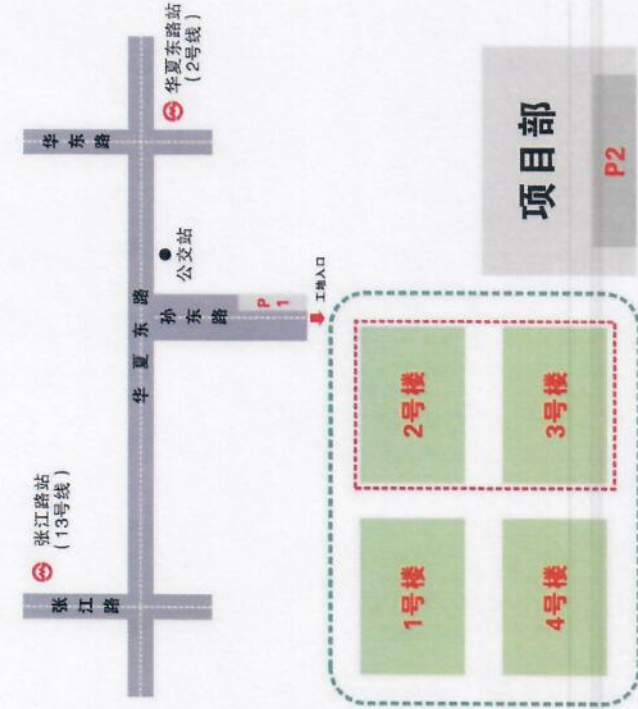 张江路站
（13号线）
张江路
华夏东路
孙东路
公交站
华东路
华夏东路站
（2号线）
P1
工地入口
1号楼
2号楼
4号楼
3号楼
项目部
P2